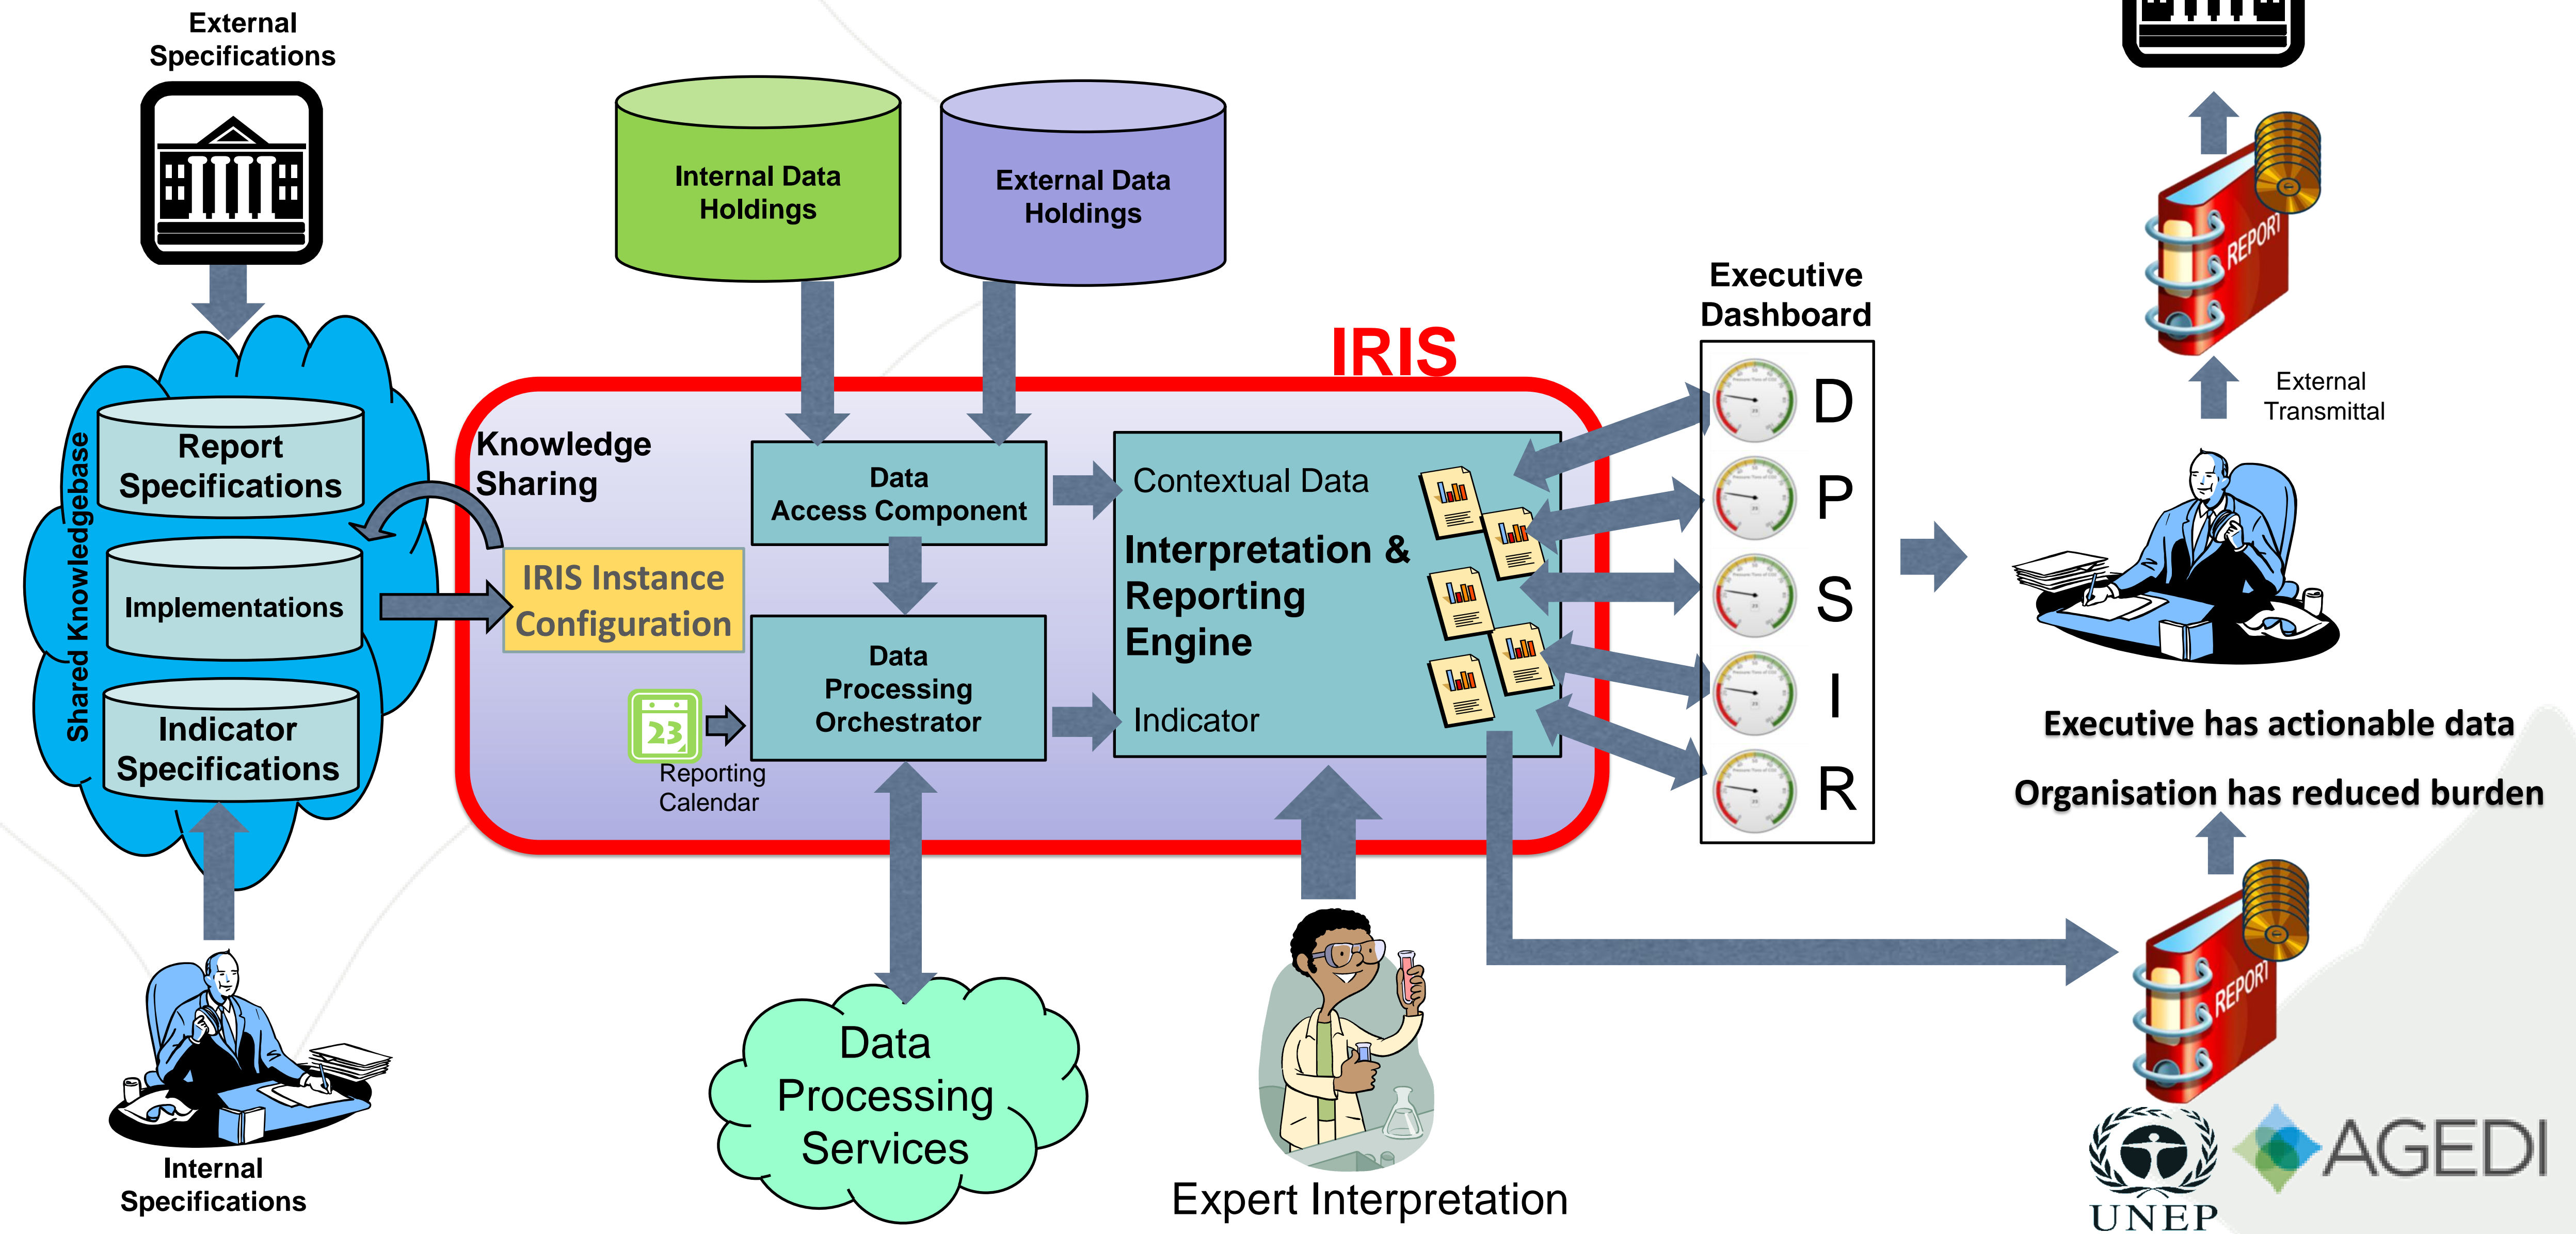 External
Specifications
Internal Data
Holdings
External Data
Holdings
REPORT
External
Transmittal
Executive
Dashboard
IRIS
Shared Knowledgebase
Report
Specifications
Implementations
Indicator
Specifications
Knowledge
Sharing
IRIS Instance
Configuration
23
Reporting
Calendar
Data
Access Component
Data
Processing
Orchestrator
Contextual Data
Interpretation &
Reporting
Engine
Indicator
D
P
S
I
R
Executive has actionable data
Organisation has reduced burden
REPORT
Data
Processing
Services
Expert Interpretation
Internal
Specifications
UNEP
AGEDI